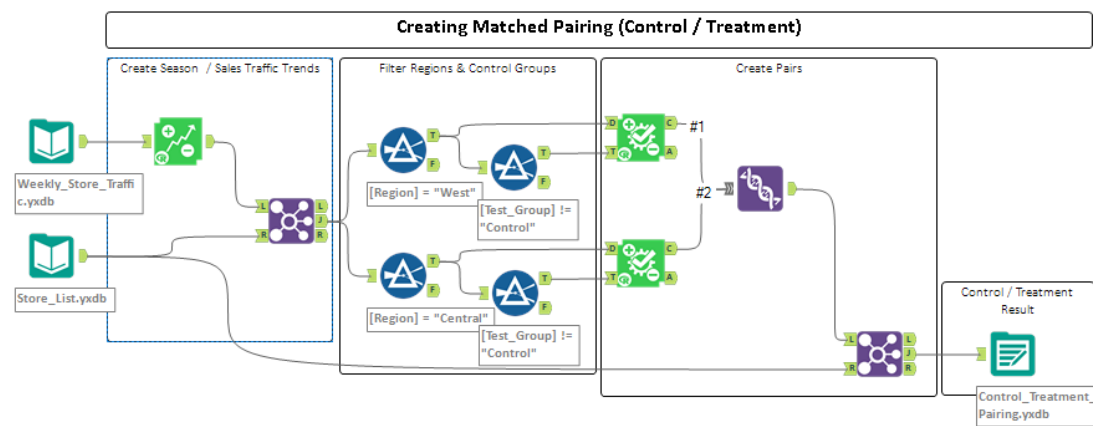 Creating Matched Pairing (Control / Treatment)
Create Season / Sales Traffic Trends
Filter Regions & Control Groups
Create Pairs
Weekly_Store_Traffi
c.yxdb
Store_List.yxdb
L
R
L
J
R
T
F
[Region] = "West"
T
F
[Test_Group] !=
"Control"
T
F
[Region] = "Central"
T
F
[Test_Group] !=
"Control"
D
T
C
A
#1
#2
D
T
C
A
L
R
L
J
R
Control / Treatment
Result
Control_Treatment_
Pairing.yxdb